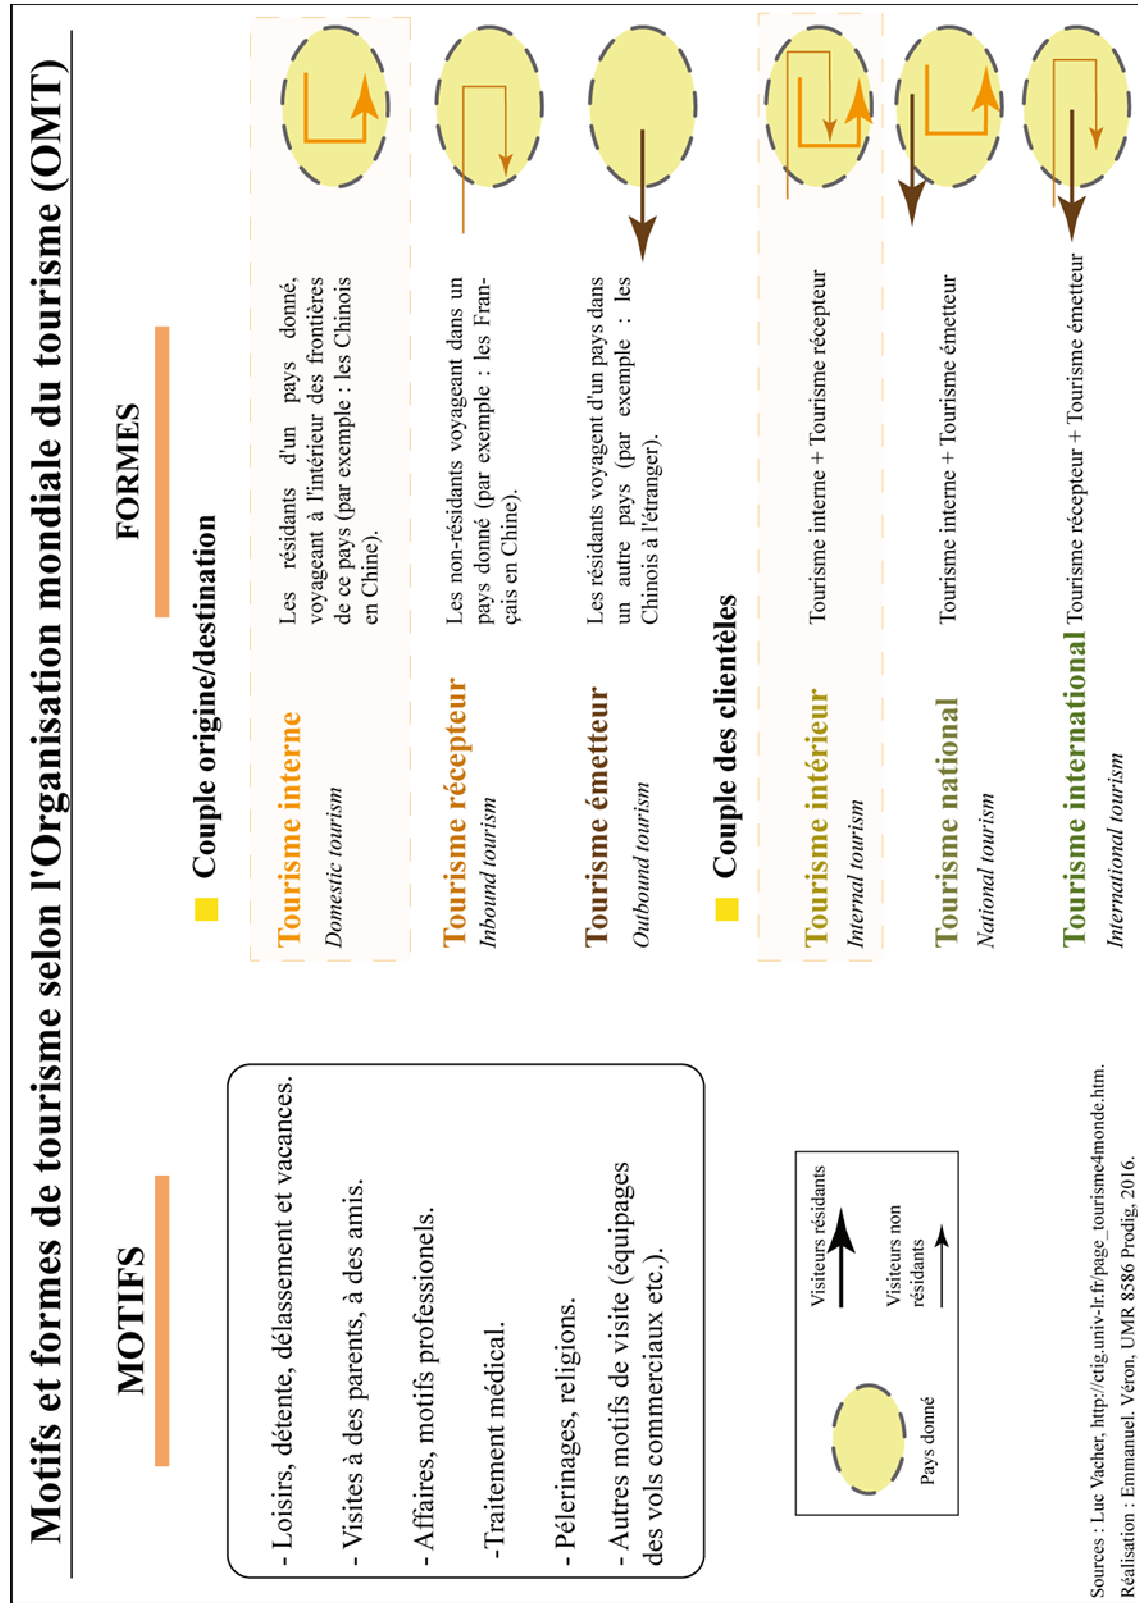 Motifs et formes de tourisme selon l'Organisation mondiale du tourisme (OMT)
MOTIFS
- Loisirs, détente, délassement et vacances.
- Visites à des parents, à des amis.
- Affaires, motifs professionels.
-Traitement médical.
- Pélerinages, religions.
- Autres motifs de visite (équipages
des vols commerciaux etc.).
Pays donné
Visiteurs résidants
Visiteurs non
résidants
Sources : Luc Vacher, http://ctig.univ-lr.fr/page_tourisme4monde.htm.
Réalisation : Emmanuel. Véron, UMR 8586 Prodig, 2016.
FORMES
Couple origine/destination
Tourisme interne
Domestic tourism
Les résidants d'un pays donné,
voyageant à l'intérieur des frontières
de ce pays (par exemple : les Chinois
en Chine).
Tourisme récepteur
Inbound tourism
Les non-résidants voyageant dans un
pays donné (par exemple : les Fran-
çais en Chine).
Tourisme émetteur
Outbound tourism
Les résidants voyagent d'un pays dans
un autre pays (par exemple : les
Chinois à l'étranger).
Couple des clientèles
Tourisme intérieur
Internal tourism
Tourisme interne + Tourisme récepteur
Tourisme national
National tourism
Tourisme interne + Tourisme émetteur
Tourisme international
International tourism
Tourisme récepteur + Tourisme émetteur